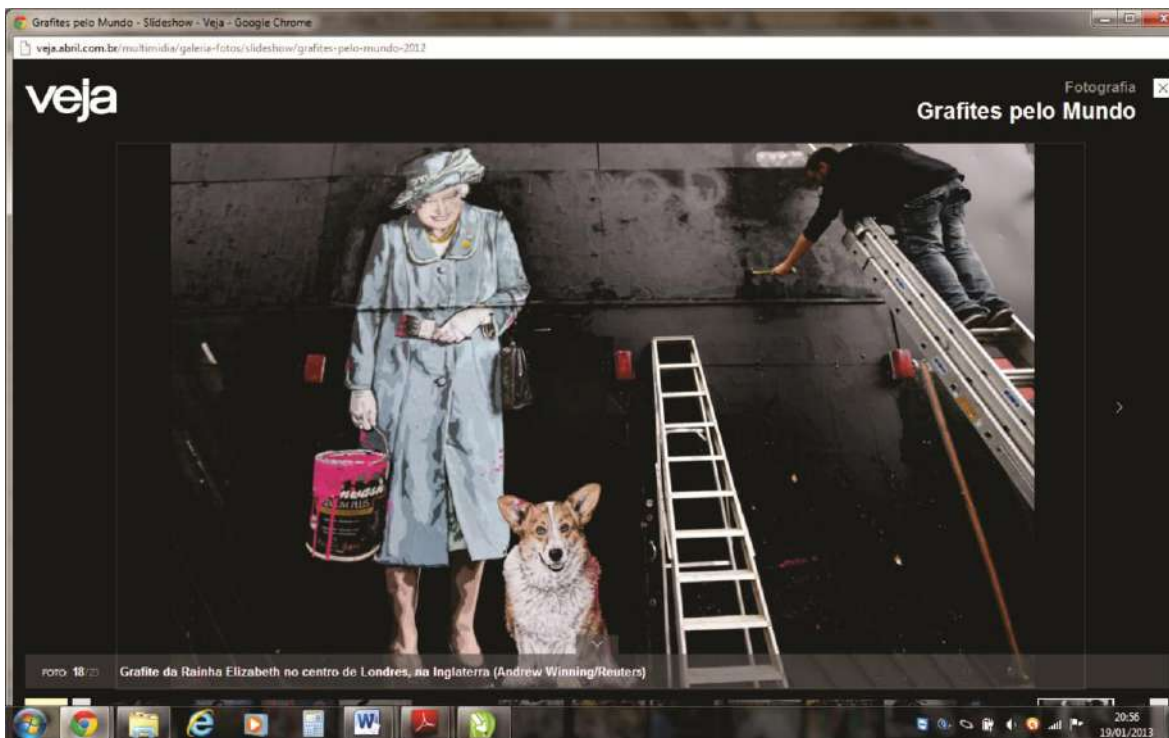 Grafites pelo Mundo - Slideshow - Veja - Google Chrome
veja.abril.com.br/multimidia/galeria-fotos/slideshow/grafites-pelo-mundo-2012
veja
Fotografia
Grafites pelo Mundo
PLUS
FOTO 18/23 Grafite da Rainha Elizabeth no centro de Londres, na Inglaterra (Andrew Winning/Reuters)
20:56
19/01/2013